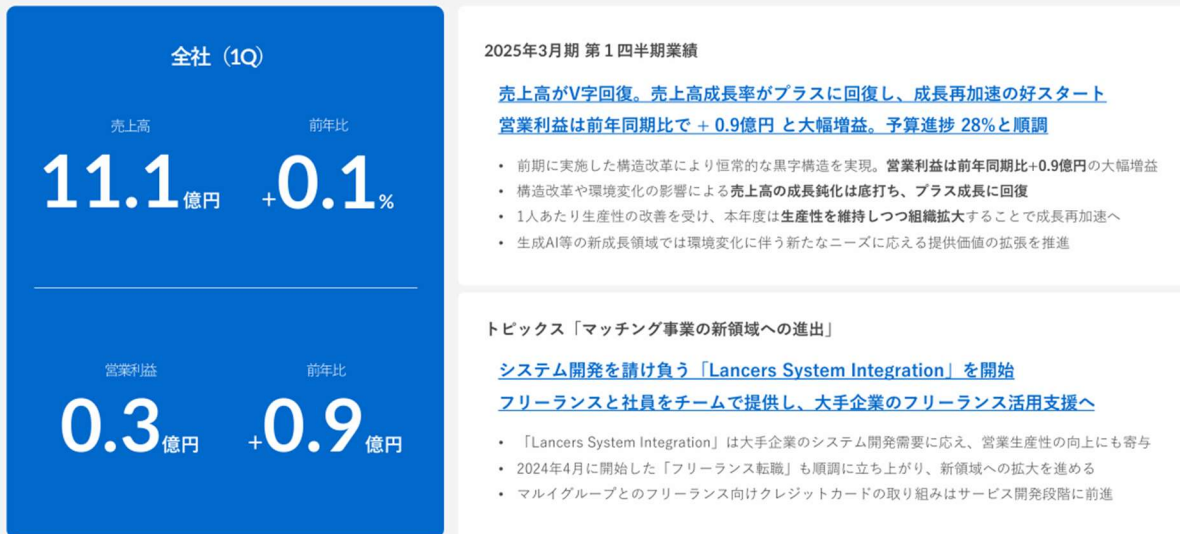 全社（1Q）
売上高
前年比
11.1億円
+0.1%
営業利益
前年比
0.3億円
+0.9億円
2025年3月期 第１四半期業績
売上高がV字回復。売上高成長率がプラスに回復し、成長再加速の好スタート
営業利益は前年同期比で + 0.9億円 と大幅増益。予算進捗 28%と順調
• 前期に実施した構造改革により恒常的な黒字構造を実現。営業利益は前年同期比+0.9億円の大幅増益
• 構造改革や環境変化の影響による売上高の成長鈍化は底打ち、プラス成長に回復
• 1人あたり生産性の改善を受け、本年度は生産性を維持しつつ組織拡大することで成長再加速へ
• 生成AI等の新成長領域では環境変化に伴う新たなニーズに応える提供価値の拡張を推進
トピックス「マッチング事業の新領域への進出」
システム開発を請け負う「Lancers System Integration」を開始
フリーランスと社員をチームで提供し、大手企業のフリーランス活用支援へ
• 「Lancers System Integration」は大手企業のシステム開発需要に応え、営業生産性の向上にも寄与
• 2024年4月に開始した「フリーランス転職」も順調に立ち上がり、新領域への拡大を進める
• マルイグループとのフリーランス向けクレジットカードの取り組みはサービス開発段階に前進